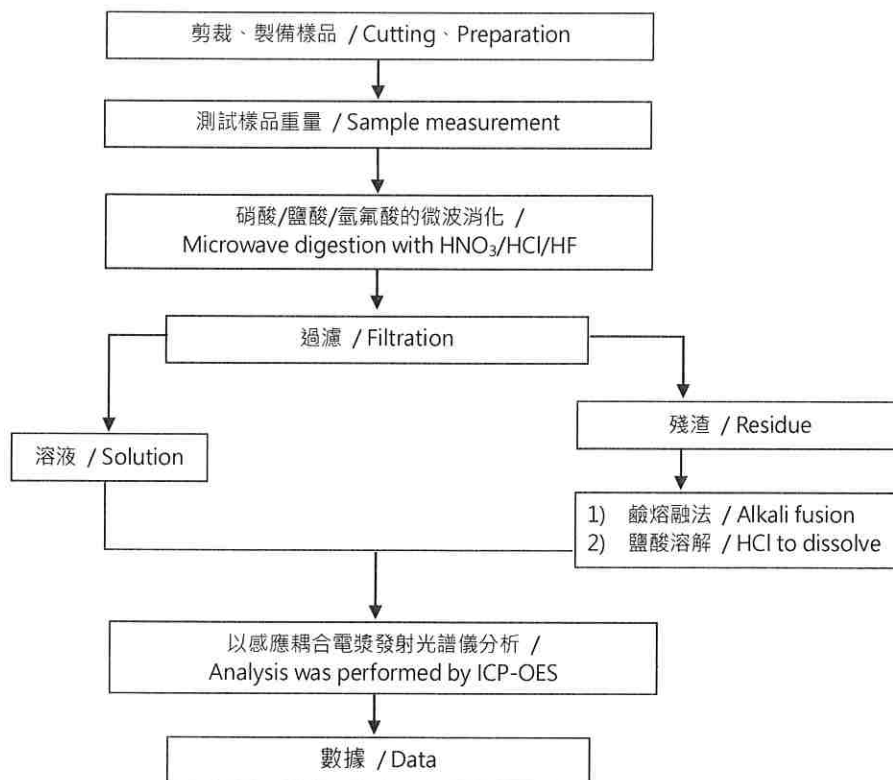 剪裁、製備樣品 / Cutting、Preparation
測試樣品重量 / Sample measurement
硝酸/鹽酸/氫氟酸的微波消化 /
Microwave digestion with HNO₃/HCl/HF
過濾 / Filtration
溶液 / Solution
殘渣 / Residue
1) 鹼熔融法 / Alkali fusion
2) 鹽酸溶解 / HCl to dissolve
以感應耦合電漿發射光譜儀分析 /
Analysis was performed by ICP-OES
數據 / Data